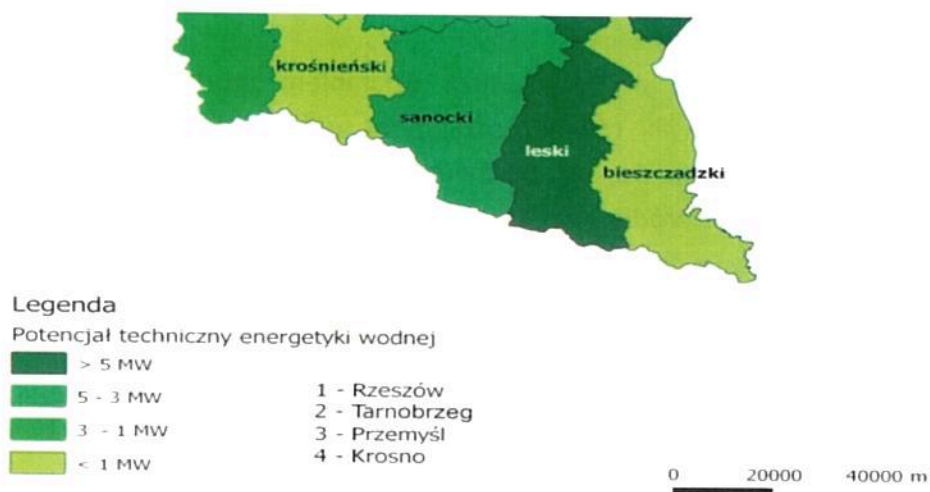 krośnieński
sanocki
leski
bieszczadzki
Legenda
Potencjał techniczny energetyki wodnej
> 5 MW
5 - 3 MW
3 - 1 MW
< 1 MW
1 - Rzeszów
2 - Tarnobrzeg
3 - Przemyśl
4 - Krosno
0 20000 40000 m